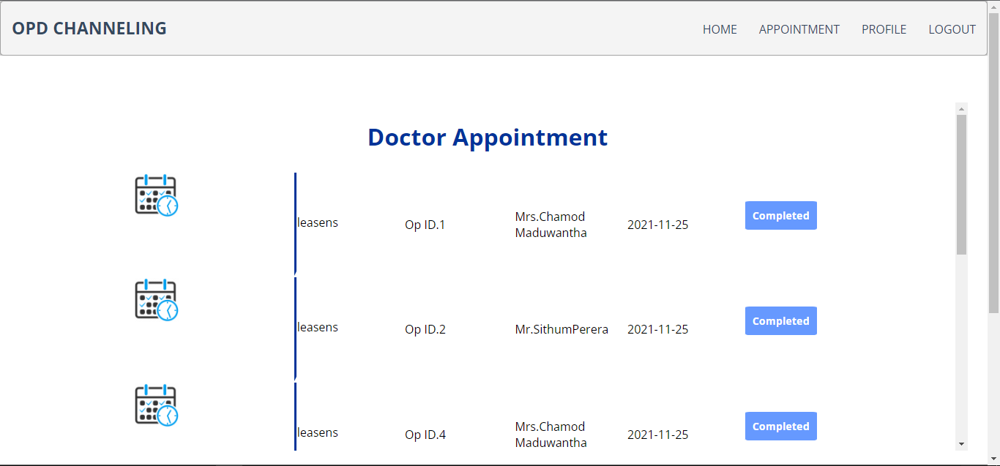 OPD CHANNELING
HOME APPOINTMENT PROFILE LOGOUT
Doctor Appointment
leasens Op ID.1 Mrs.Chamod Maduwantha 2021-11-25 Completed
leasens Op ID.2 Mr.SithumPerera 2021-11-25 Completed
leasens Op ID.4 Mrs.Chamod Maduwantha 2021-11-25 Completed